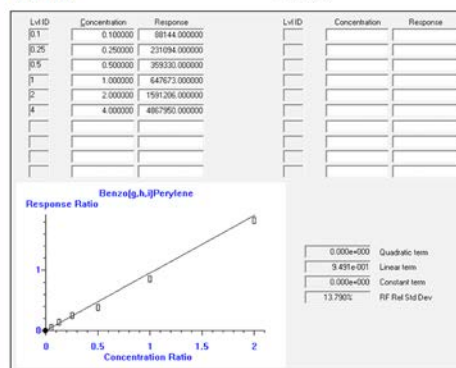 Lvl ID Concentration Response Lvl ID Concentration Response
0.1 0.100000 88144.000000
0.25 0.250000 231094.000000
0.5 0.500000 359330.000000
1 1.000000 647673.000000
2 2.000000 1591206.000000
4 4.000000 4867950.000000
Benzo(g,h,i)Perylene
Response Ratio
1
0
0 0.5 1 1.5 2
Concentration Ratio
0.000e+000 Quadratic term
9.491e-001 Linear term
0.000e+000 Constant term
13.790% RF Rel Std Dev